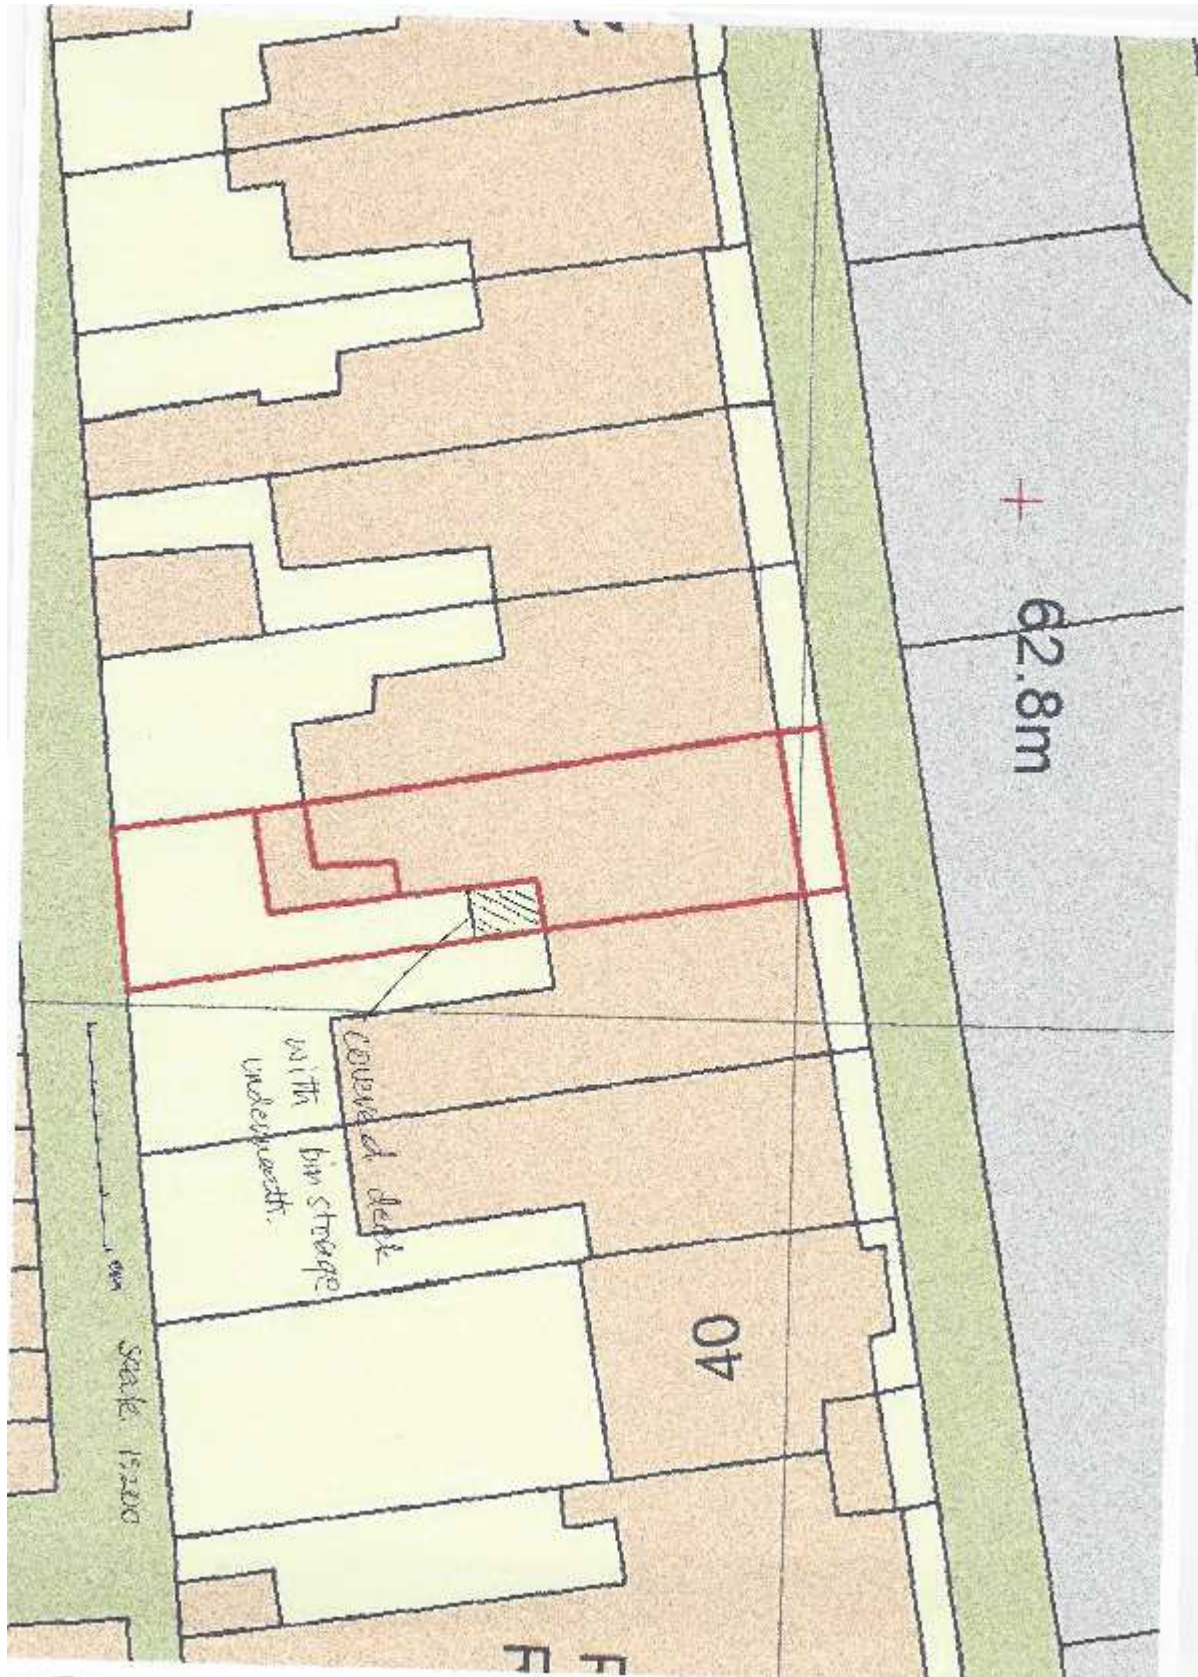 62.8m
covered deck
with bin storage
underneath.
40
Scale 1:200
F
F